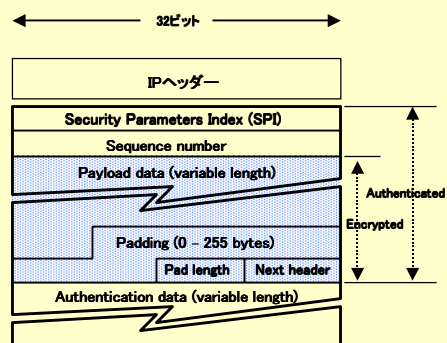 32ビット
IPヘッダー
Security Parameters Index (SPI)
Sequence number
Payload data (variable length)
Authenticated
Encrypted
Padding (0 – 255 bytes)
Pad length Next header
Authentication data (variable length)